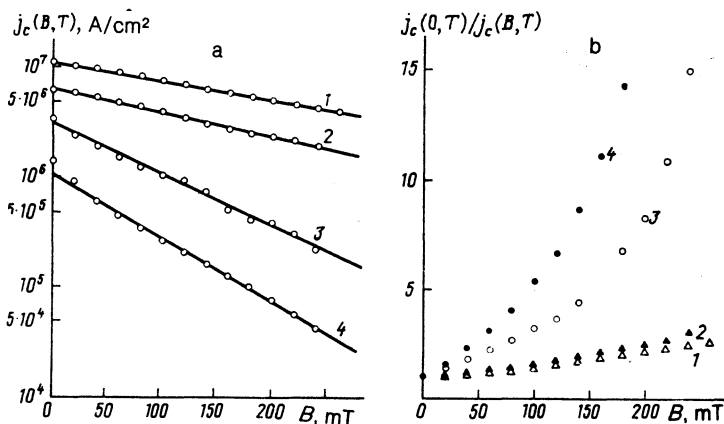 j_c(B,T), A/cm²
a
10⁷
5·10⁶
10⁶
5·10⁵
10⁵
5·10⁴
10⁴
1
2
3
4
0 50 100 150 200
B, mT
j_c(0,T)/j_c(B,T)
b
15
10
5
4
3
2
1
0 50 100 150 200
B, mT